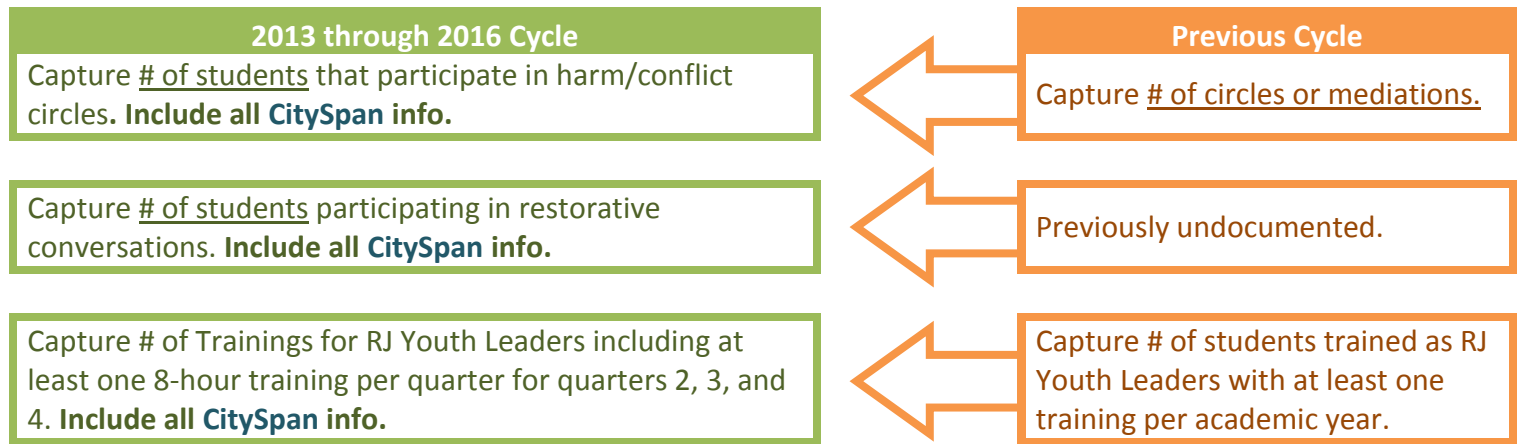 2013 through 2016 Cycle
Capture # of students that participate in harm/conflict
circles. Include all CitySpan info.
Previous Cycle
Capture # of circles or mediations.
Capture # of students participating in restorative
conversations. Include all CitySpan info.
Previously undocumented.
Capture # of Trainings for RJ Youth Leaders including at
least one 8-hour training per quarter for quarters 2, 3, and
4. Include all CitySpan info.
Capture # of students trained as RJ
Youth Leaders with at least one
training per academic year.